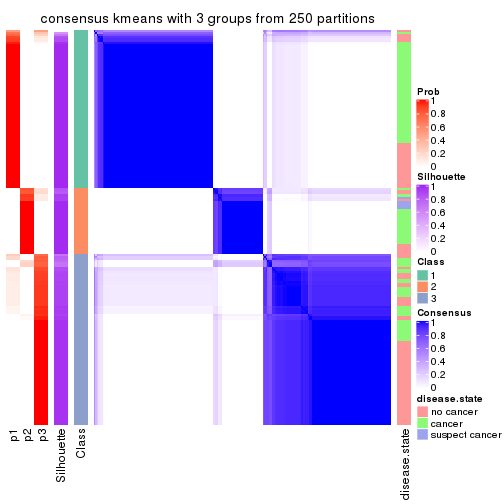 consensus kmeans with 3 groups from 250 partitions
Prob
1
0.8
0.6
0.4
0.2
0
Silhouette
1
0.8
0.6
0.4
0.2
0
Class
1
2
3
Consensus
1
0.8
0.6
0.4
0.2
0
disease.state
no cancer
cancer
suspect cancer
p1
p2
p3
Silhouette
Class
disease.state